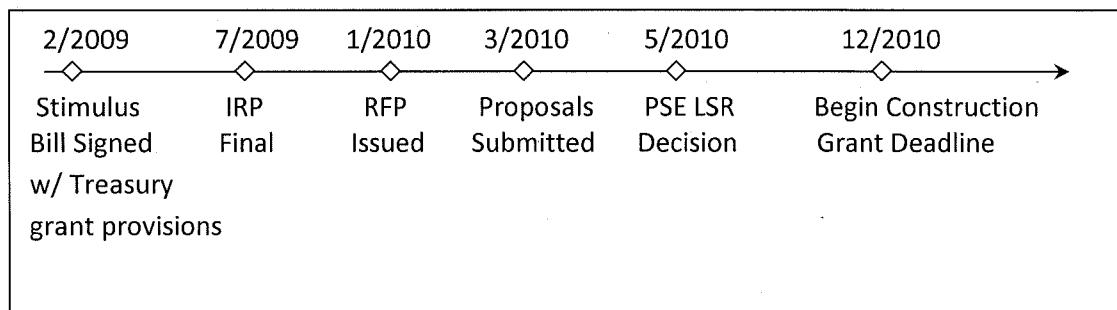 2/2009 7/2009 1/2010 3/2010 5/2010 12/2010
Stimulus IRP RFP Proposals PSE LSR Begin Construction
Bill Signed Final Issued Submitted Decision Grant Deadline
w/ Treasury
grant provisions